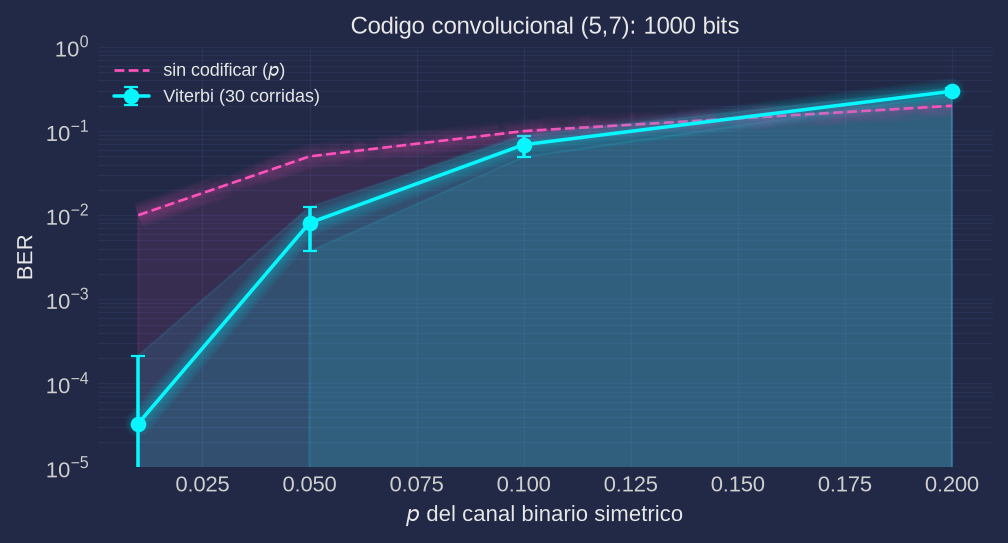 Codigo convolucional (5,7): 1000 bits
sin codificar (p)
Viterbi (30 corridas)
BER
10⁰
10⁻¹
10⁻²
10⁻³
10⁻⁴
10⁻⁵
0.025 0.050 0.075 0.100 0.125 0.150 0.175 0.200
p del canal binario simetrico